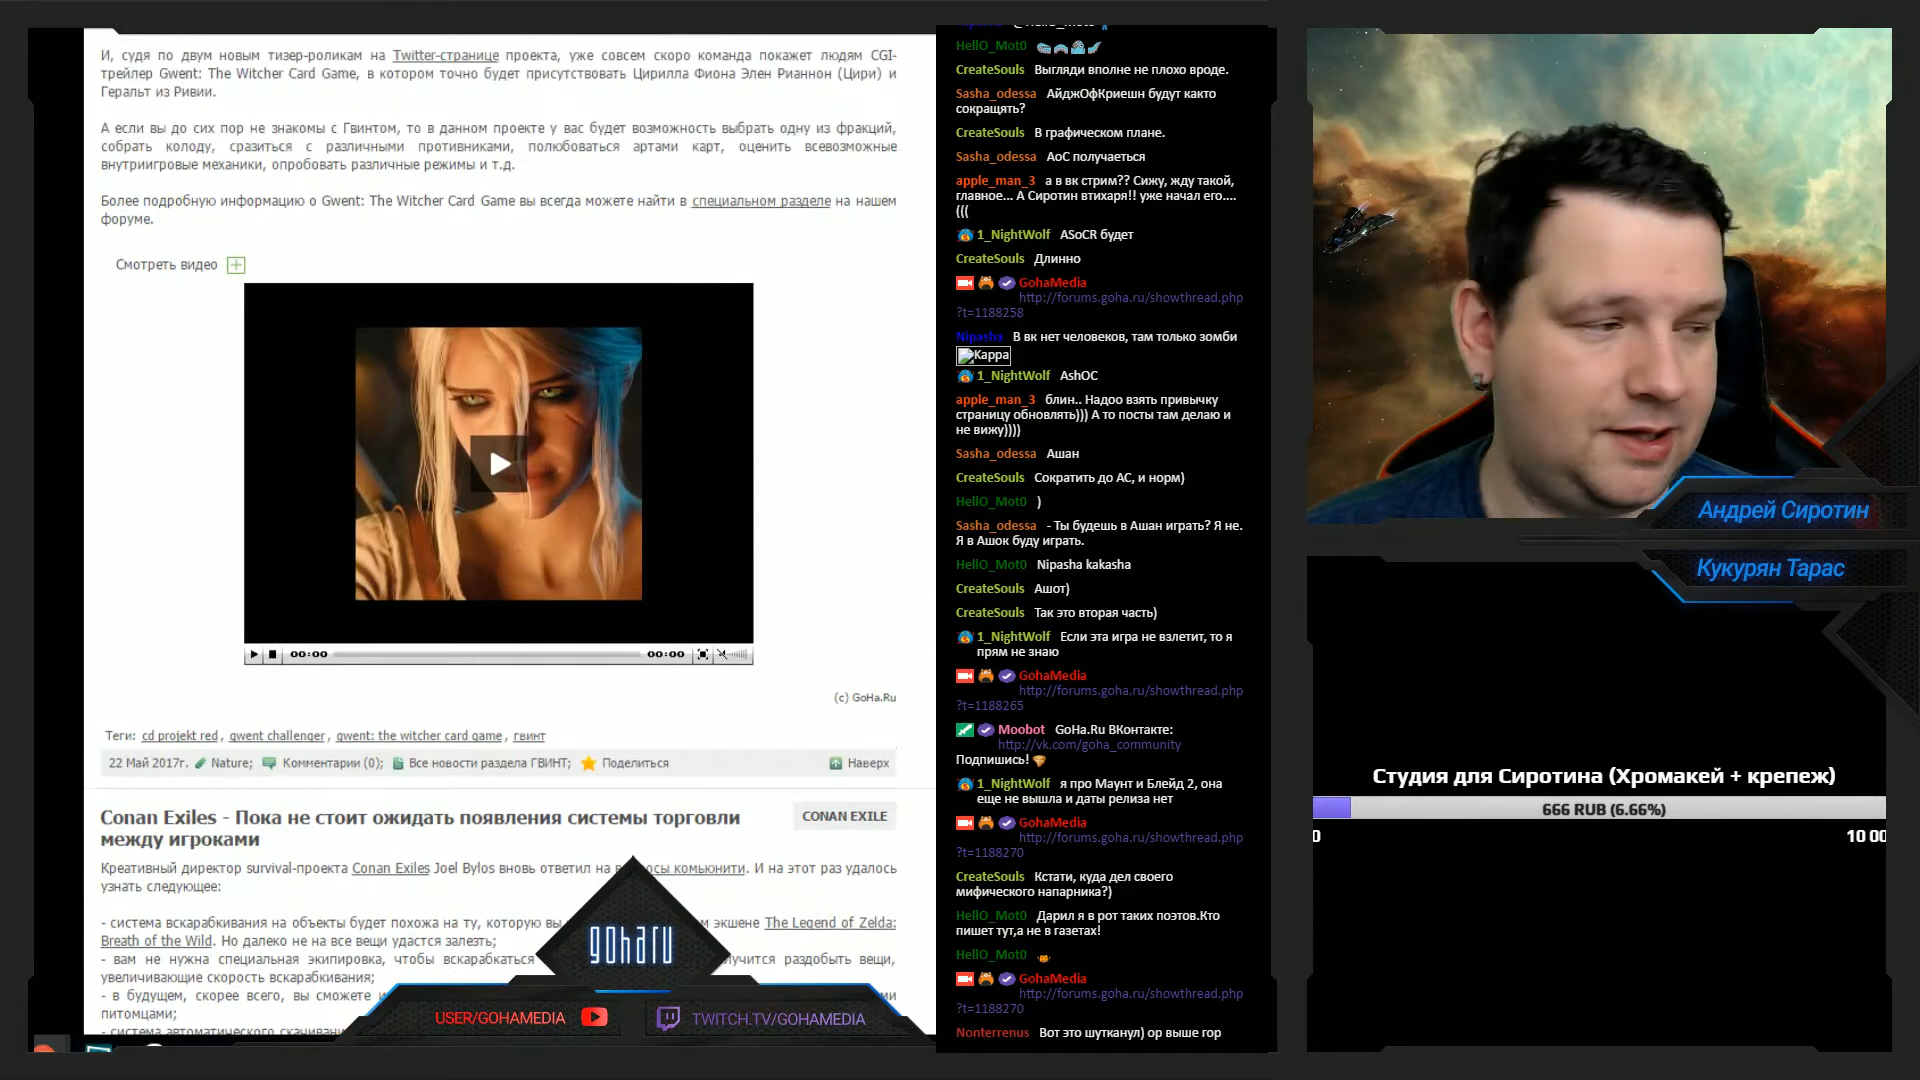 И, судя по двум новым тизер-роликам на Twitter-странице проекта, уже совсем скоро команда покажет людям CGI-
трейлер Gwent: The Witcher Card Game, в котором точно будет присутствовать Цирилла Фиона Элен Рианнон (Цири) и
Геральт из Ривии.
А если вы до сих пор не знакомы с Гвинтом, то в данном проекте у вас будет возможность выбрать одну из фракций,
собрать колоду, сразиться с различными противниками, полюбоваться артами карт, оценить всевозможные
внутриигровые механики, опробовать различные режимы и т.д.
Более подробную информацию о Gwent: The Witcher Card Game вы всегда можете найти в специальном разделе на нашем
форуме.
Смотреть видео
00:00 00:00
(c) GoHa.Ru
Теги: cd projekt red, gwent challenger, gwent: the witcher card game, гвинт
22 Май 2017г. Nature; Комментарии (0); Все новости раздела ГВИНТ; Поделиться Наверх
Conan Exiles - Пока не стоит ожидать появления системы торговли
между игроками
CONAN EXILE
Креативный директор survival-проекта Conan Exiles Joel Bylos вновь ответил на комьюнити. И на этот раз удалось
узнать следующее:
- система вскарабкивания на объекты будет похожа на ту, которую вы экшене The Legend of Zelda:
Breath of the Wild. Но далеко не на все вещи удастся залезть;
- вам не нужна специальная экипировка, чтобы вскарабкаться раздобыть вещи,
увеличивающие скорость вскарабкивания;
- в будущем, скорее всего, вы сможете
питомцами;
- система автоматического
goharu
USER/GOHAMEDIA
TWITCH.TV/GOHAMEDIA
HellO_Mot0
CreateSouls Выгляди вполне не плохо вроде.
Sasha_odessa АйджОфКриешн будут както
сокращять?
CreateSouls В графическом плане.
Sasha_odessa АоС получаеться
apple_man_3 а в вк стрим?? Сижу, жду такой,
главное... А Сиротин втихаря!! уже начал его....
(((
1_NightWolf ASoCR будет
CreateSouls Длинно
GohaMedia
http://forums.goha.ru/showthread.php
?t=1188258
Nipasha В вк нет человеков, там только зомби
Kappa
1_NightWolf AshOC
apple_man_3 блин.. Надоо взять привычку
страницу обновлять))) А то посты там делаю и
не вижу))))
Sasha_odessa Ашан
CreateSouls Сократить до АС, и норм)
HellO_Mot0 )
Sasha_odessa - Ты будешь в Ашан играть? Я не.
Я в Ашок буду играть.
HellO_Mot0 Nipasha kakasha
CreateSouls Ашот)
CreateSouls Так это вторая часть)
1_NightWolf Если эта игра не взлетит, то я
прям не знаю
GohaMedia
http://forums.goha.ru/showthread.php
?t=1188265
Moobot GoHa.Ru ВКонтакте:
http://vk.com/goha_community
Подпишись!
1_NightWolf я про Маунт и Блейд 2, она
еще не вышла и даты релиза нет
GohaMedia
http://forums.goha.ru/showthread.php
?t=1188270
CreateSouls Кстати, куда дел своего
мифического напарника?)
HellO_Mot0 Дарил я в рот таких поэтов.Кто
пишет тут,а не в газетах!
HellO_Mot0
GohaMedia
http://forums.goha.ru/showthread.php
?t=1188270
Nonterrenus Вот это шутканул) ор выше гор
Андрей Сиротин
Кукурян Тарас
Студия для Сиротина (Хромакей + крепеж)
666 RUB (6.66%)
0 10 00